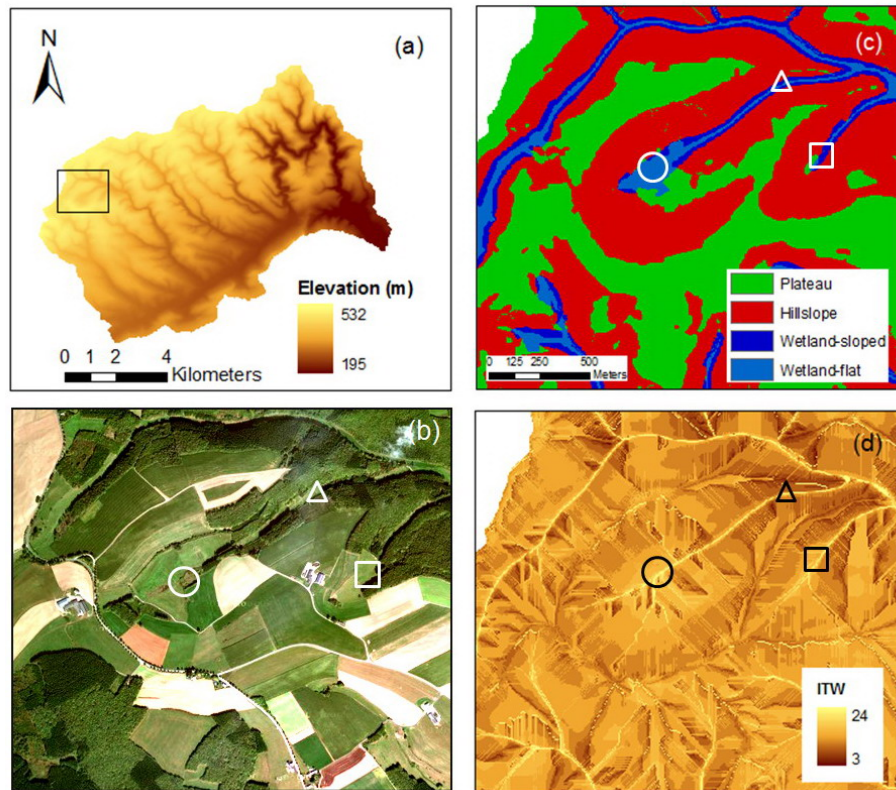 (a)
N
Elevation (m)
532
195
0 1 2 4
Kilometers
(c)
Plateau
Hillslope
Wetland-sloped
Wetland-flat
0 125 250 500
Meters
(b)
(d)
ITW
24
3